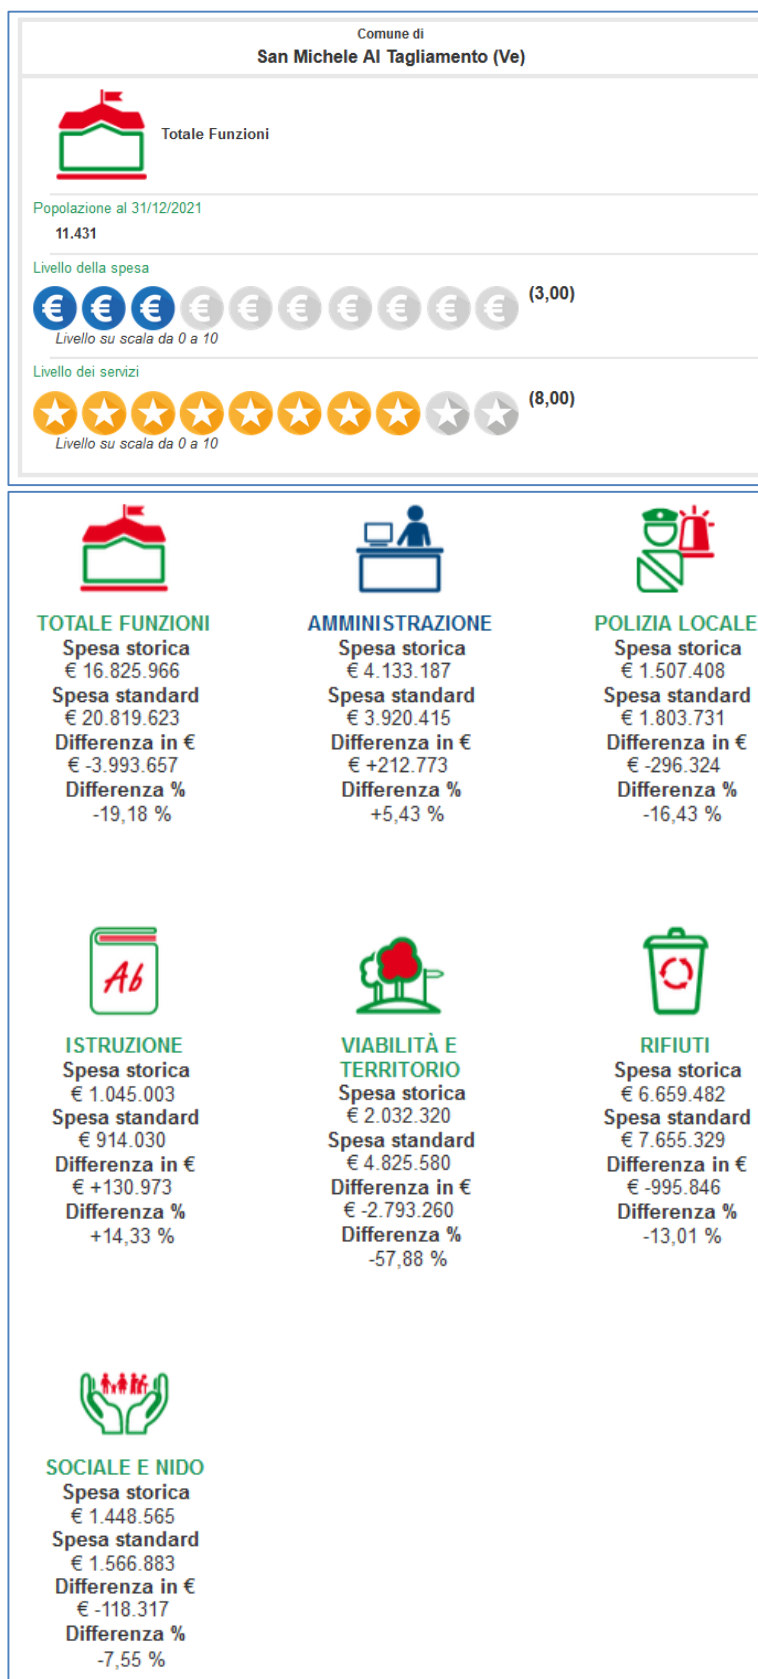 Comune di
San Michele Al Tagliamento (Ve)
Totale Funzioni
Popolazione al 31/12/2021
11.431
Livello della spesa
€ € € € € € € € € € (3,00)
Livello su scala da 0 a 10
Livello dei servizi
(8,00)
Livello su scala da 0 a 10
TOTALE FUNZIONI
Spesa storica
€ 16.825.966
Spesa standard
€ 20.819.623
Differenza in €
€ -3.993.657
Differenza %
-19,18 %
AMMINISTRAZIONE
Spesa storica
€ 4.133.187
Spesa standard
€ 3.920.415
Differenza in €
€ +212.773
Differenza %
+5,43 %
POLIZIA LOCALE
Spesa storica
€ 1.507.408
Spesa standard
€ 1.803.731
Differenza in €
€ -296.324
Differenza %
-16,43 %
Ab
ISTRUZIONE
Spesa storica
€ 1.045.003
Spesa standard
€ 914.030
Differenza in €
€ +130.973
Differenza %
+14,33 %
VIABILITÀ E
TERRITORIO
Spesa storica
€ 2.032.320
Spesa standard
€ 4.825.580
Differenza in €
€ -2.793.260
Differenza %
-57,88 %
RIFIUTI
Spesa storica
€ 6.659.482
Spesa standard
€ 7.655.329
Differenza in €
€ -995.846
Differenza %
-13,01 %
SOCIALE E NIDO
Spesa storica
€ 1.448.565
Spesa standard
€ 1.566.883
Differenza in €
€ -118.317
Differenza %
-7,55 %